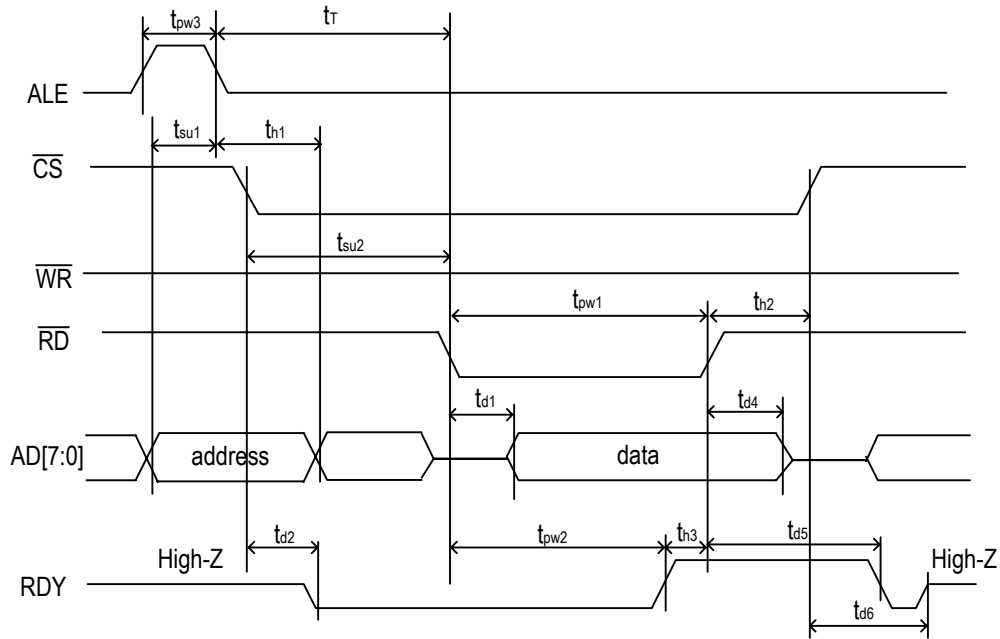 tpw3 tT
ALE
tsu1 th1
CS
tsu2
WR
tpw1 th2
RD
td1 td4
AD[7:0] address data
td2 tpw2 th3 td5
High-Z High-Z
RDY
td6